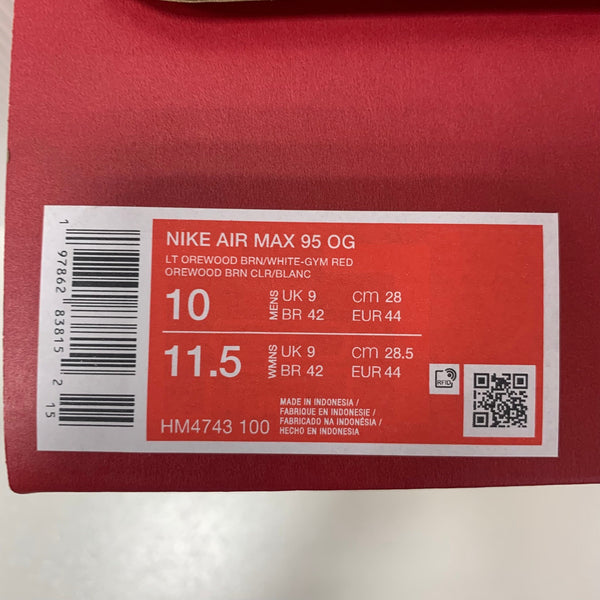 NIKE AIR MAX 95 OG
LT OREWOOD BRN/WHITE-GYM RED
OREWOOD BRN CLR/BLANC
10 MENS UK 9 cm 28
BR 42 EUR 44
11.5 WMNS UK 9 cm 28.5
BR 42 EUR 44
RFID
MADE IN INDONESIA /
FABRIQUE EN INDONESIE /
FABRICADO NA INDONÉSIA /
HECHO EN INDONESIA
HM4743 100
1 97862 83815 2
15